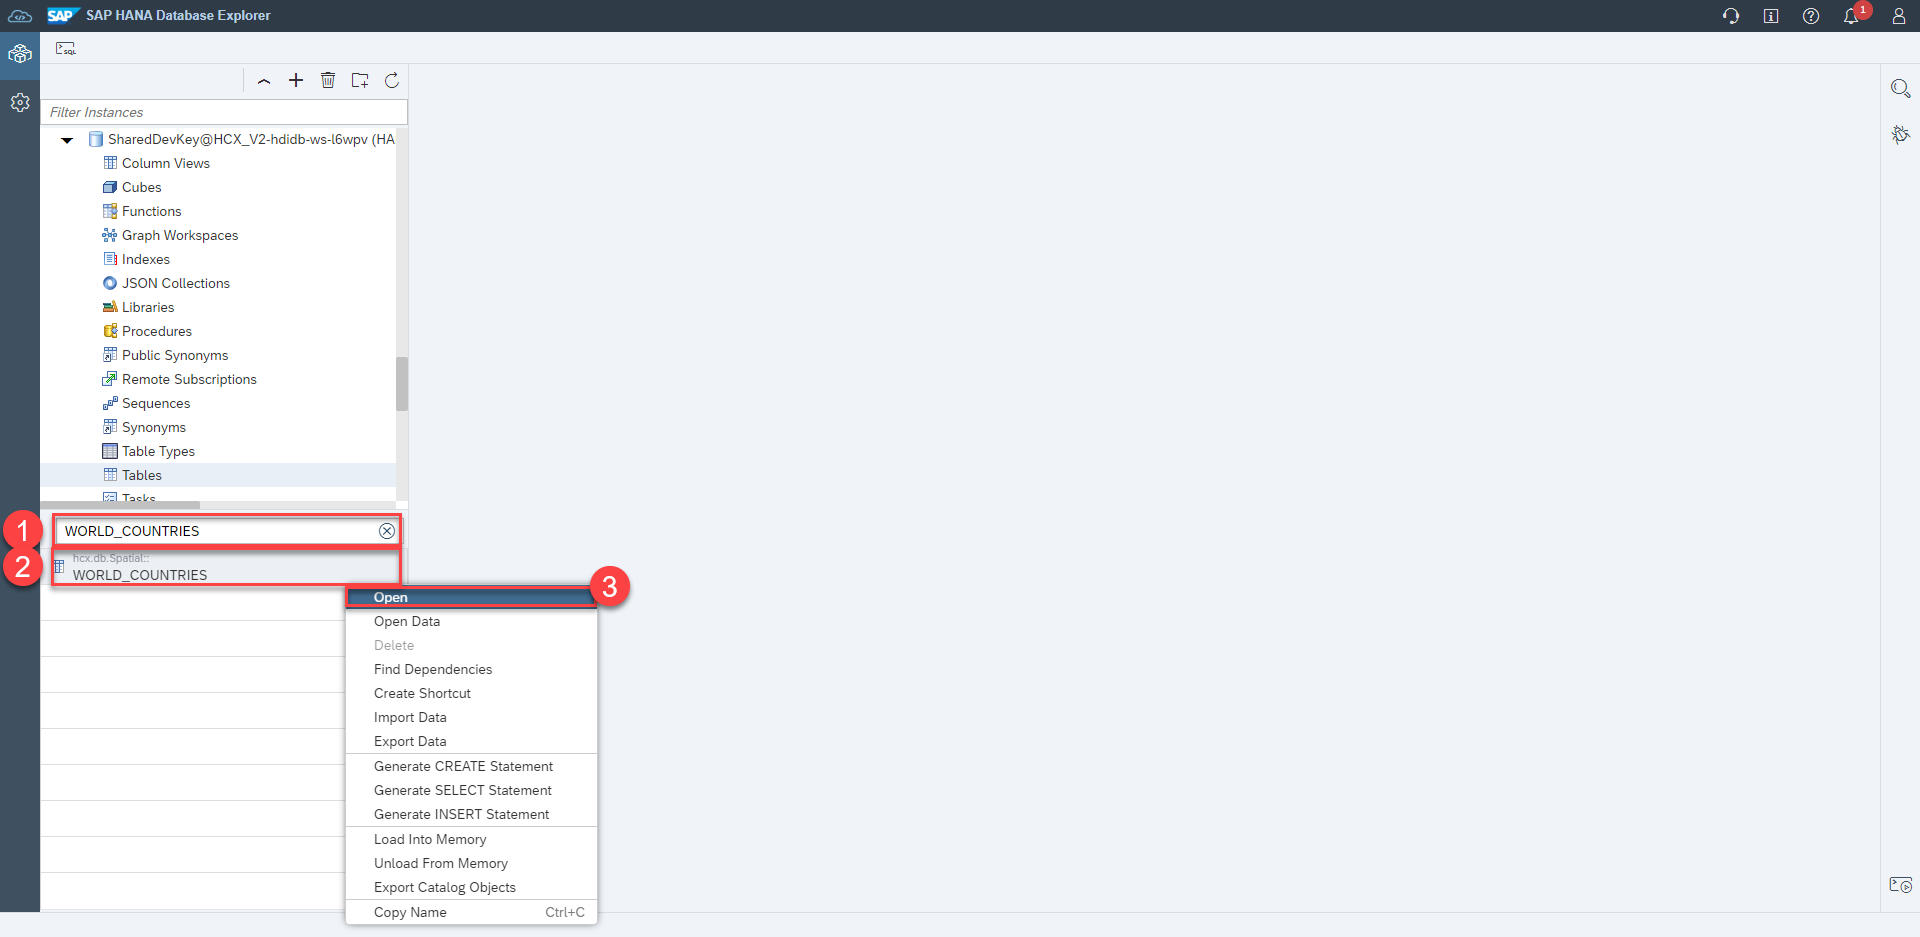 SAP SAP HANA Database Explorer
1
SQL
Filter Instances
SharedDevKey@HCX_V2-hdidb-ws-l6wpv (HA
Column Views
Cubes
Functions
Graph Workspaces
Indexes
JSON Collections
Libraries
Procedures
Public Synonyms
Remote Subscriptions
Sequences
Synonyms
Table Types
Tables
Tasks
1
WORLD_COUNTRIES
2
hcx.db.Spatial::
WORLD_COUNTRIES
3
Open
Open Data
Delete
Find Dependencies
Create Shortcut
Import Data
Export Data
Generate CREATE Statement
Generate SELECT Statement
Generate INSERT Statement
Load Into Memory
Unload From Memory
Export Catalog Objects
Copy Name Ctrl+C